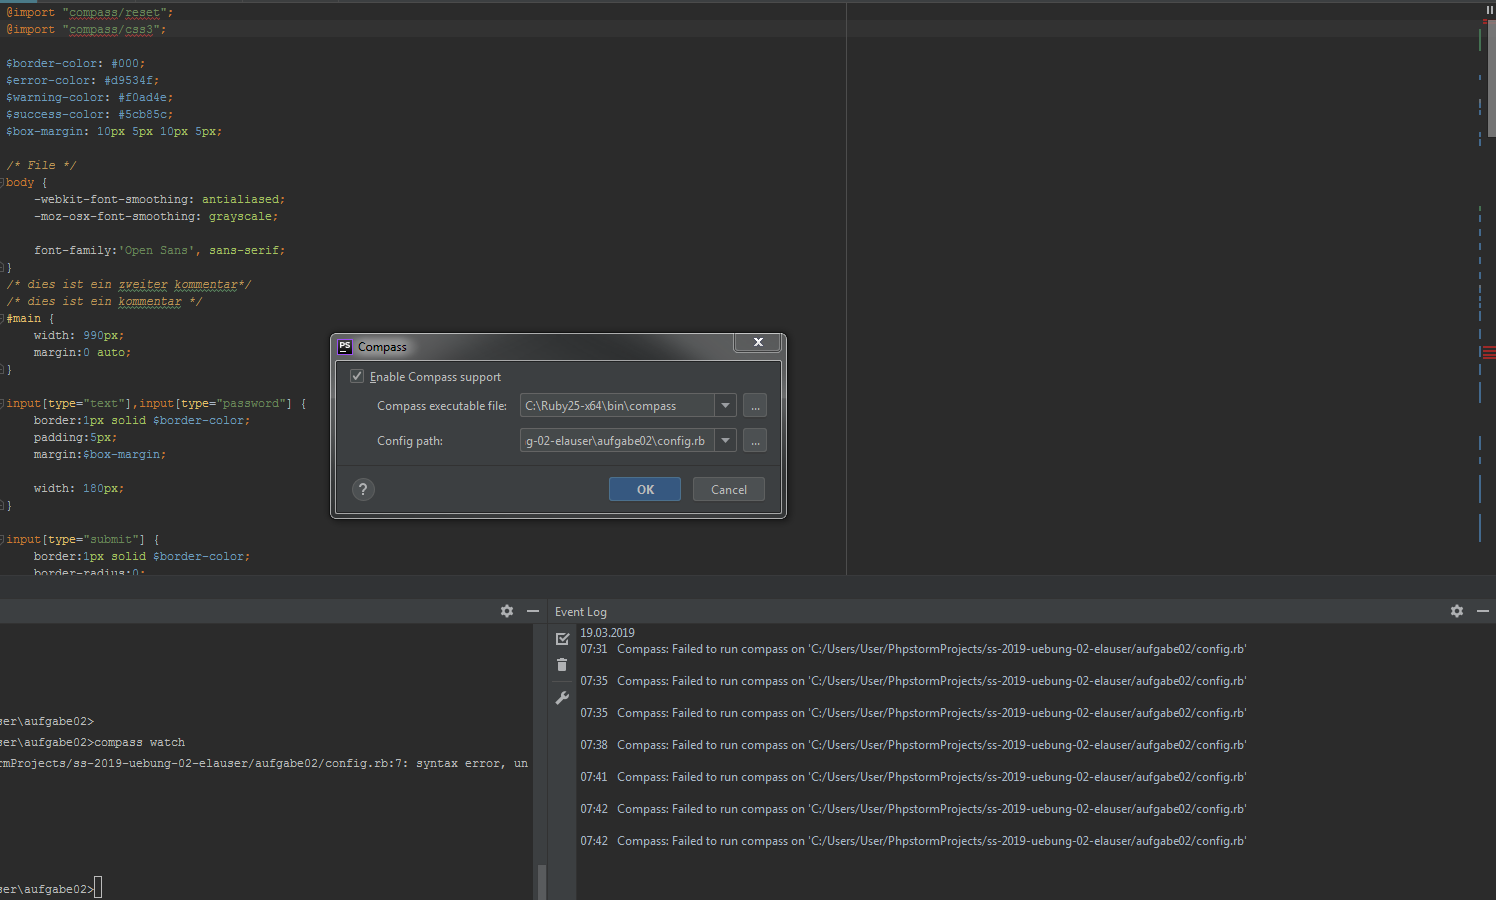 @import "compass/reset";
@import "compass/css3";
$border-color: #000;
$error-color: #d9534f;
$warning-color: #f0ad4e;
$success-color: #5cb85c;
$box-margin: 10px 5px 10px 5px;
/* File */
body {
-webkit-font-smoothing: antialiased;
-moz-osx-font-smoothing: grayscale;
font-family:'Open Sans', sans-serif;
}
/* dies ist ein zweiter kommentar*/
/* dies ist ein kommentar */
#main {
width: 990px;
margin:0 auto;
}
input[type="text"],input[type="password"] {
border:1px solid $border-color;
padding:5px;
margin:$box-margin;
width: 180px;
}
input[type="submit"] {
border:1px solid $border-color;
border-radius:0;
PS Compass
x
Enable Compass support
Compass executable file: C:\Ruby25-x64\bin\compass ...
Config path: g-02-elauser\aufgabe02\config.rb ...
? OK Cancel
ser\aufgabe02>
ser\aufgabe02>compass watch
rmProjects/ss-2019-uebung-02-elauser/aufgabe02/config.rb:7: syntax error, un
ser\aufgabe02>
Event Log
19.03.2019
07:31 Compass: Failed to run compass on 'C:/Users/User/PhpstormProjects/ss-2019-uebung-02-elauser/aufgabe02/config.rb'
07:35 Compass: Failed to run compass on 'C:/Users/User/PhpstormProjects/ss-2019-uebung-02-elauser/aufgabe02/config.rb'
07:35 Compass: Failed to run compass on 'C:/Users/User/PhpstormProjects/ss-2019-uebung-02-elauser/aufgabe02/config.rb'
07:38 Compass: Failed to run compass on 'C:/Users/User/PhpstormProjects/ss-2019-uebung-02-elauser/aufgabe02/config.rb'
07:41 Compass: Failed to run compass on 'C:/Users/User/PhpstormProjects/ss-2019-uebung-02-elauser/aufgabe02/config.rb'
07:42 Compass: Failed to run compass on 'C:/Users/User/PhpstormProjects/ss-2019-uebung-02-elauser/aufgabe02/config.rb'
07:42 Compass: Failed to run compass on 'C:/Users/User/PhpstormProjects/ss-2019-uebung-02-elauser/aufgabe02/config.rb'